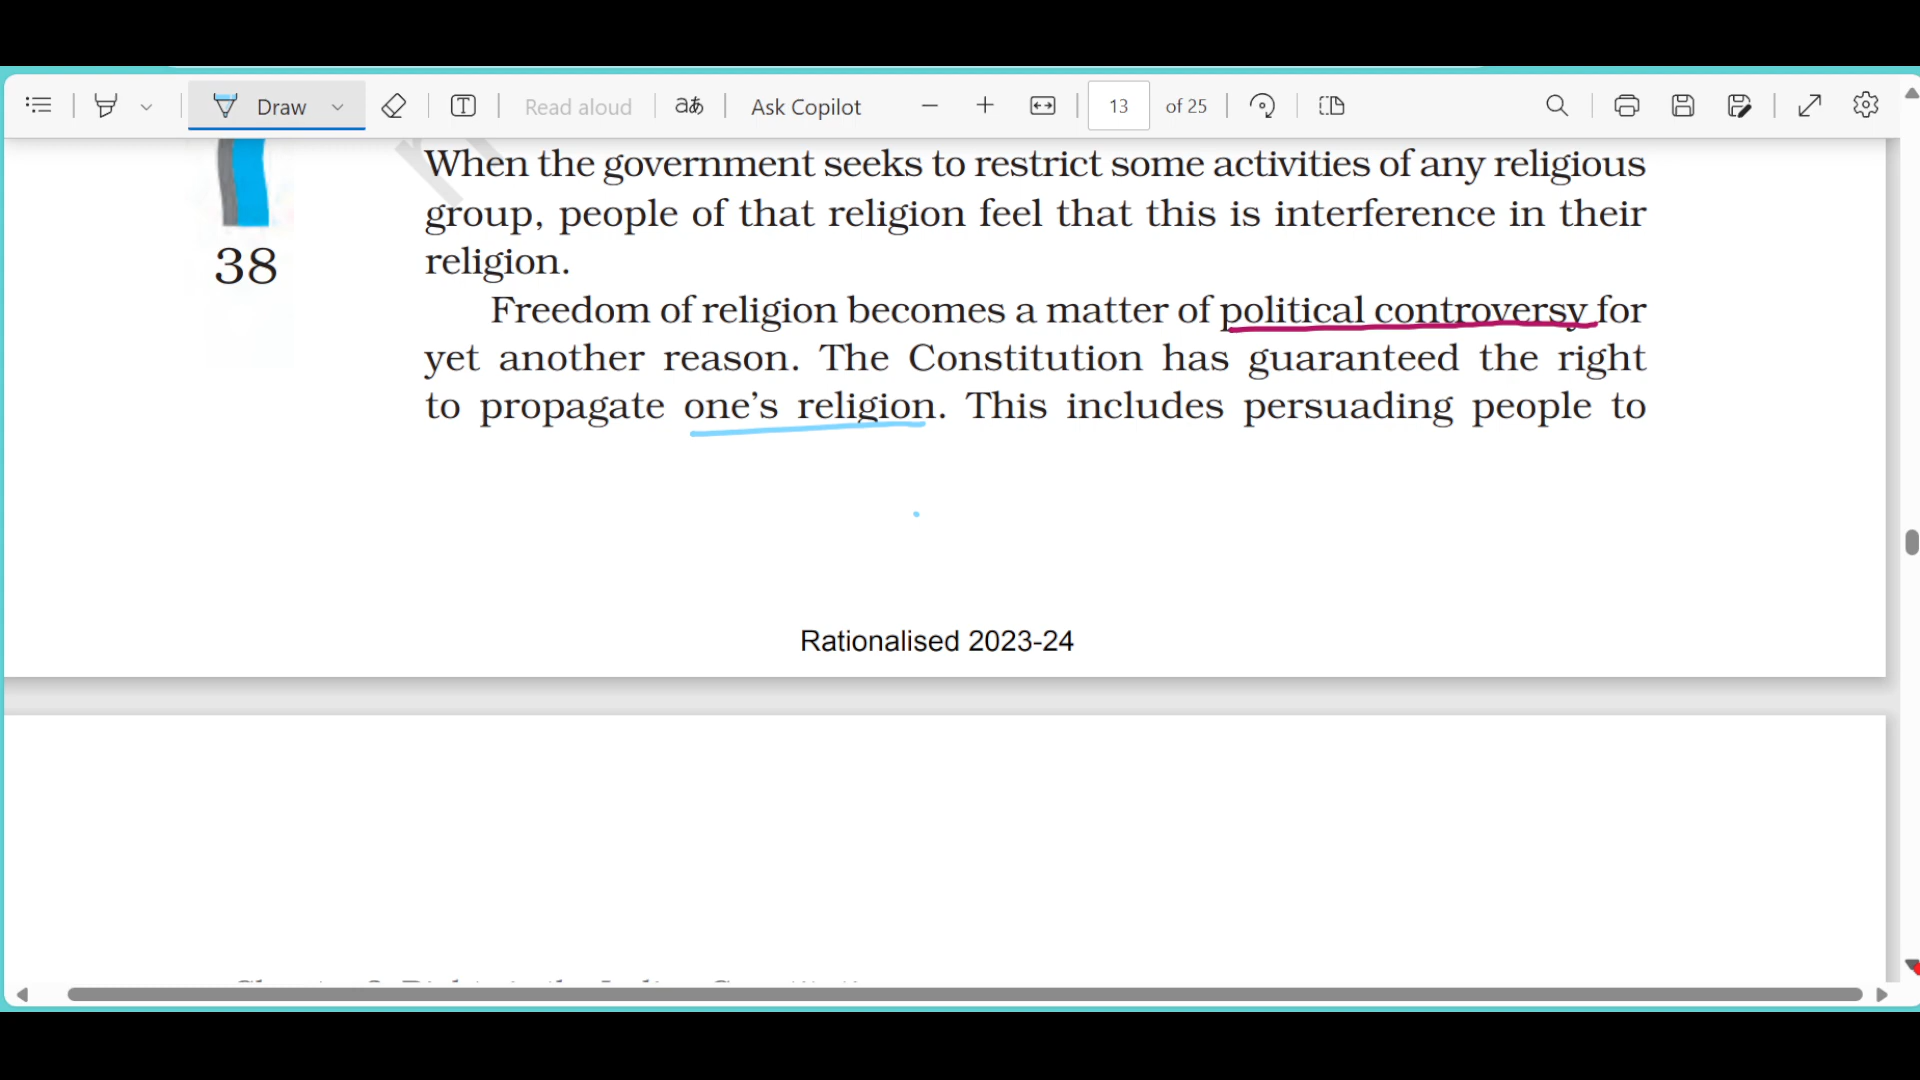 Draw Read aloud aあ Ask Copilot 13 of 25
When the government seeks to restrict some activities of any religious
group, people of that religion feel that this is interference in their
religion.
38
Freedom of religion becomes a matter of political controversy for
yet another reason. The Constitution has guaranteed the right
to propagate one's religion. This includes persuading people to
Rationalised 2023-24